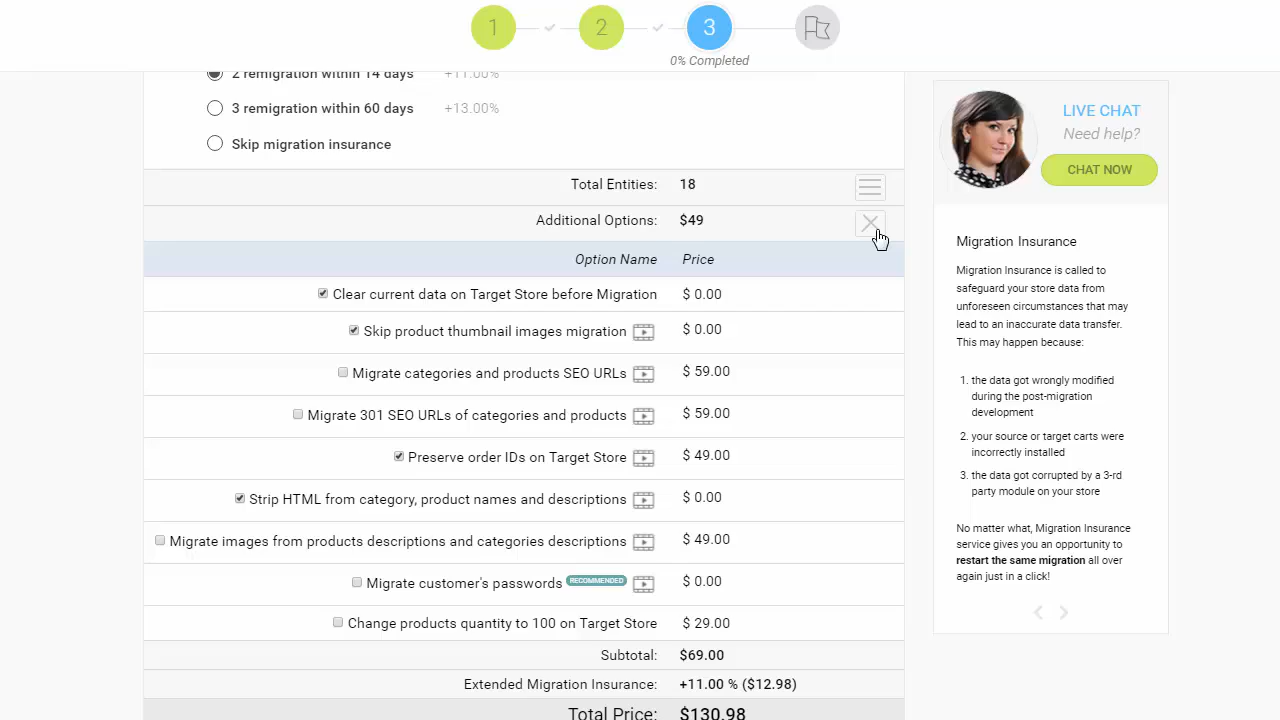 1
2
3
0% Completed
2 remigration within 14 days +11.00%
3 remigration within 60 days +13.00%
Skip migration insurance
Total Entities: 18
Additional Options: $49
Option Name Price
Clear current data on Target Store before Migration $ 0.00
Skip product thumbnail images migration $ 0.00
Migrate categories and products SEO URLs $ 59.00
Migrate 301 SEO URLs of categories and products $ 59.00
Preserve order IDs on Target Store $ 49.00
Strip HTML from category, product names and descriptions $ 0.00
Migrate images from products descriptions and categories descriptions $ 49.00
Migrate customer's passwords RECOMMENDED $ 0.00
Change products quantity to 100 on Target Store $ 29.00
Subtotal: $69.00
Extended Migration Insurance: +11.00 % ($12.98)
Total Price: $130.98
LIVE CHAT
Need help?
CHAT NOW
Migration Insurance
Migration Insurance is called to
safeguard your store data from
unforeseen circumstances that may
lead to an inaccurate data transfer.
This may happen because:
1. the data got wrongly modified
during the post-migration
development
2. your source or target carts were
incorrectly installed
3. the data got corrupted by a 3-rd
party module on your store
No matter what, Migration Insurance
service gives you an opportunity to
restart the same migration all over
again just in a click!